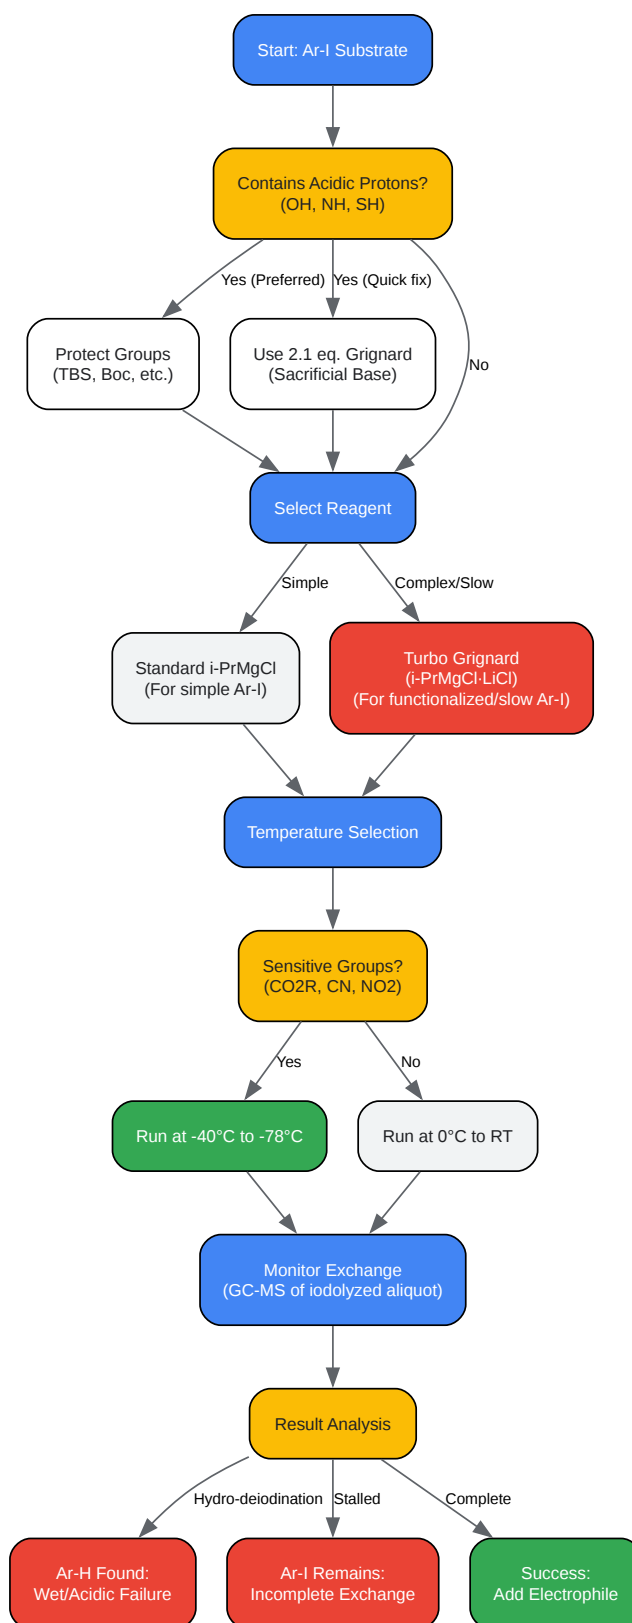 Start: Ar-I Substrate
Contains Acidic Protons?
(OH, NH, SH)
Yes (Preferred)
Yes (Quick fix)
No
Protect Groups
(TBS, Boc, etc.)
Use 2.1 eq. Grignard
(Sacrificial Base)
Select Reagent
Simple
Complex/Slow
Standard i-PrMgCl
(For simple Ar-I)
Turbo Grignard
(i-PrMgCl·LiCl)
(For functionalized/slow Ar-I)
Temperature Selection
Sensitive Groups?
(CO2R, CN, NO2)
Yes
No
Run at -40°C to -78°C
Run at 0°C to RT
Monitor Exchange
(GC-MS of iodolyzed aliquot)
Result Analysis
Hydro-deiodination
Stalled
Complete
Ar-H Found:
Wet/Acidic Failure
Ar-I Remains:
Incomplete Exchange
Success:
Add Electrophile